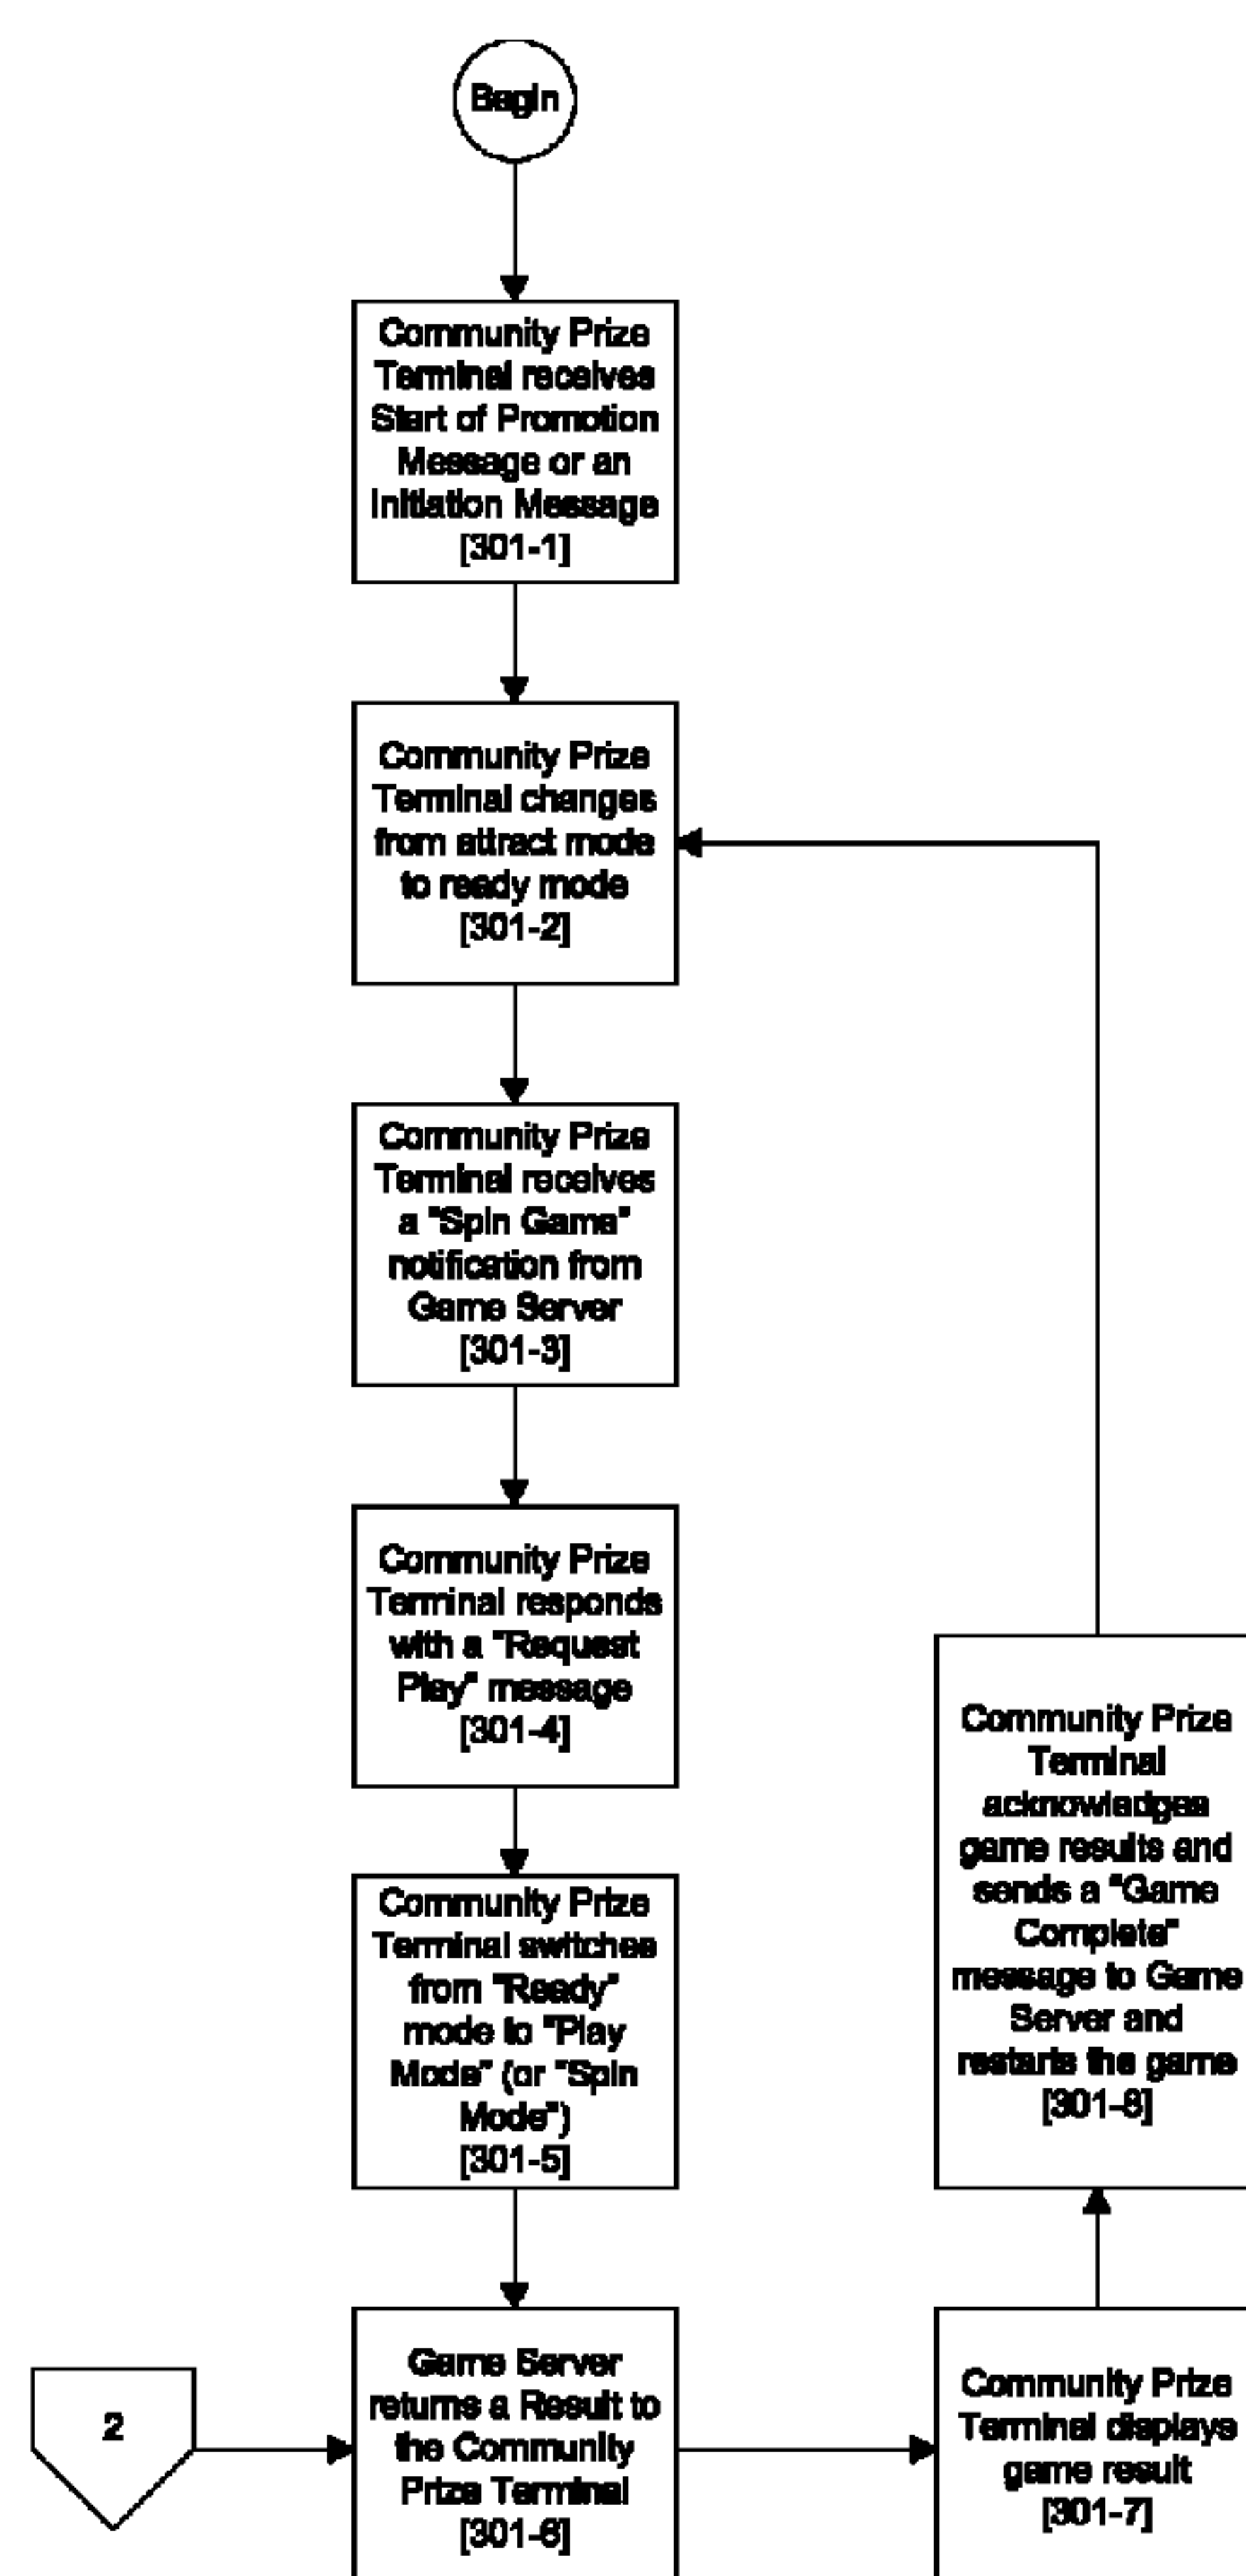 Begin
Community Prize
Terminal receives
Start of Promotion
Message or an
Initiation Message
[301-1]
Community Prize
Terminal changes
from attract mode
to ready mode
[301-2]
Community Prize
Terminal receives
a "Spin Game"
notification from
Game Server
[301-3]
Community Prize
Terminal responds
with a "Request
Play" message
[301-4]
Community Prize
Terminal switches
from "Ready"
mode to "Play
Mode" (or "Spin
Mode")
[301-5]
2
Game Server
returns a Result to
the Community
Prize Terminal
[301-6]
Community Prize
Terminal displays
game result
[301-7]
Community Prize
Terminal
acknowledges
game results and
sends a "Game
Complete"
message to Game
Server and
restarts the game
[301-8]